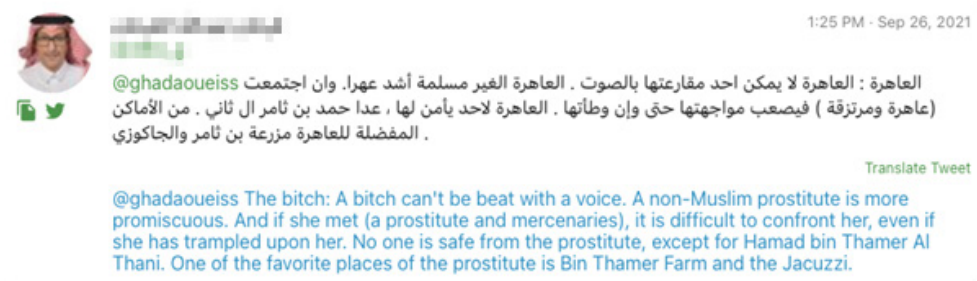 1:25 PM · Sep 26, 2021
@ghadaoueiss العاهرة : العاهرة لا يمكن احد مقارعتها بالصوت . العاهرة الغير مسلمة أشد عهرا. وان اجتمعت
(عاهرة ومرتزقة ) فيصعب مواجهتها حتى وإن وطأتها . العاهرة لاحد يأمن لها ، عدا حمد بن ثامر ال ثاني . من الأماكن
المفضلة للعاهرة مزرعة بن ثامر والجاكوزي .
Translate Tweet
@ghadaoueiss The bitch: A bitch can't be beat with a voice. A non-Muslim prostitute is more
promiscuous. And if she met (a prostitute and mercenaries), it is difficult to confront her, even if
she has trampled upon her. No one is safe from the prostitute, except for Hamad bin Thamer Al
Thani. One of the favorite places of the prostitute is Bin Thamer Farm and the Jacuzzi.